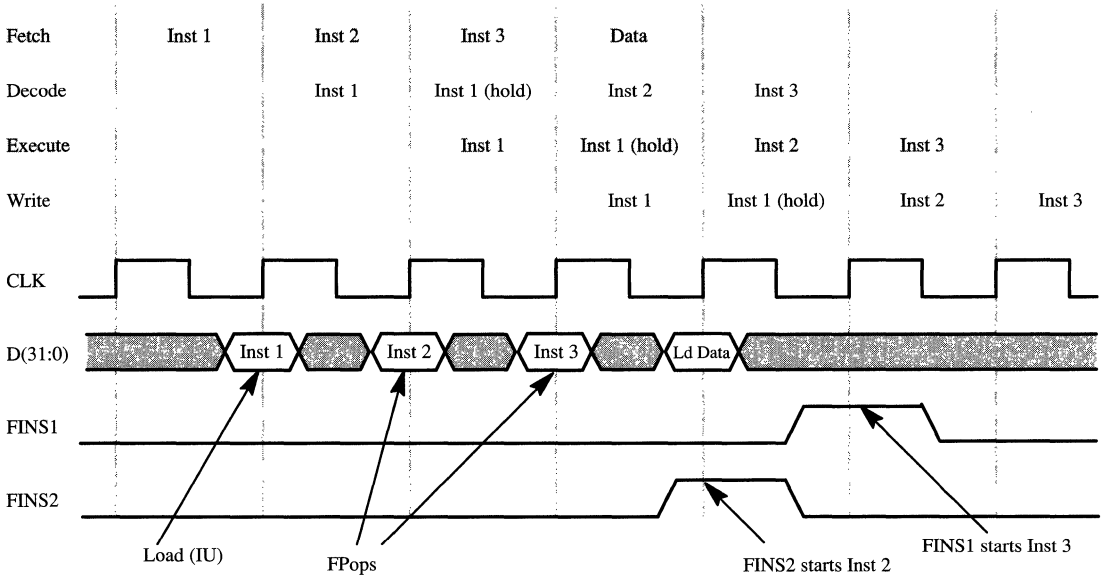 Fetch Inst 1 Inst 2 Inst 3 Data
Decode Inst 1 Inst 1 (hold) Inst 2 Inst 3
Execute Inst 1 Inst 1 (hold) Inst 2 Inst 3
Write Inst 1 Inst 1 (hold) Inst 2 Inst 3
CLK
D(31:0) Inst 1 Inst 2 Inst 3 Ld Data
FINS1
FINS2
Load (IU) FPops FINS2 starts Inst 2 FINS1 starts Inst 3